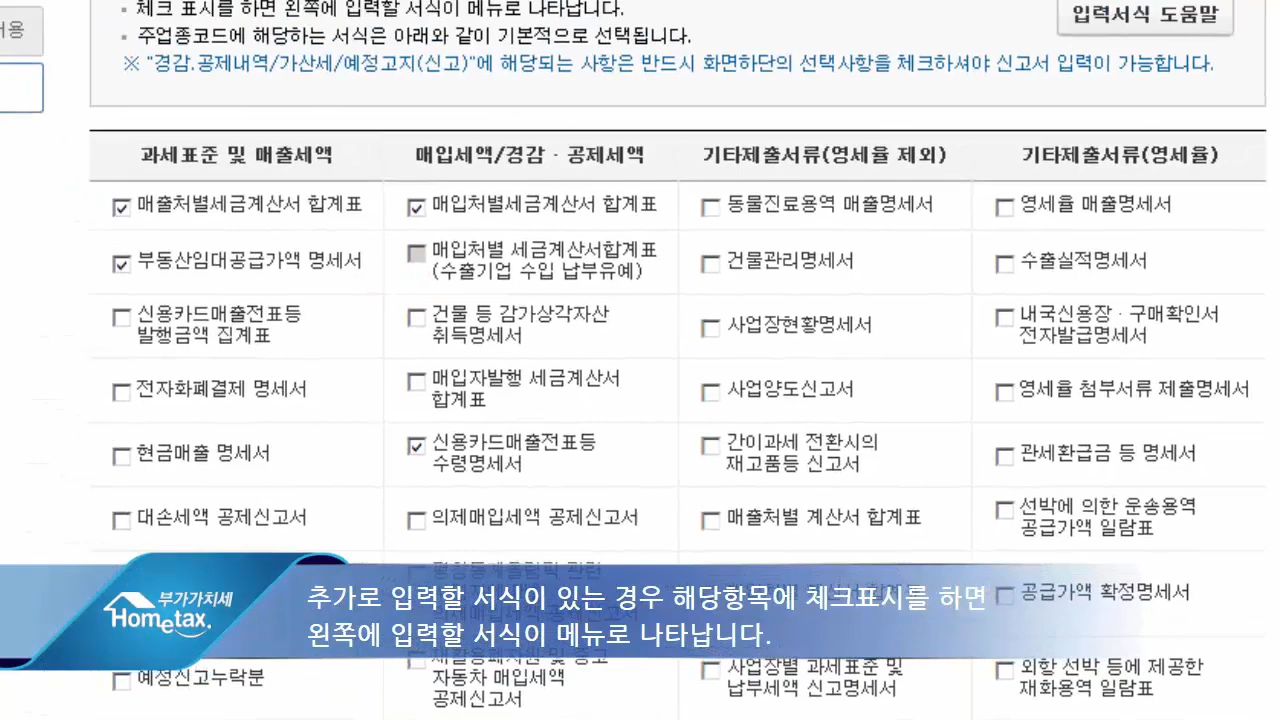 체크 표시를 하면 왼쪽에 입력할 서식이 메뉴로 나타납니다.
입력서식 도움말
주업종코드에 해당하는 서식은 아래와 같이 기본적으로 선택됩니다.
※ "경감.공제내역/가산세/예정고지(신고)"에 해당되는 사항은 반드시 화면하단의 선택사항을 체크하셔야 신고서 입력이 가능합니다.
과세표준 및 매출세액
매입세액/경감 · 공제세액
기타제출서류(영세율 제외)
기타제출서류(영세율)
매출처별세금계산서 합계표
매입처별세금계산서 합계표
동물진료용역 매출명세서
영세율 매출명세서
부동산임대공급가액 명세서
매입처별 세금계산서합계표
(수출기업 수입 납부유예)
건물관리명세서
수출실적명세서
신용카드매출전표등
발행금액 집계표
건물 등 감가상각자산
취득명세서
사업장현황명세서
내국신용장 · 구매확인서
전자발급명세서
전자화폐결제 명세서
매입자발행 세금계산서
합계표
사업양도신고서
영세율 첨부서류 제출명세서
현금매출 명세서
신용카드매출전표등
수령명세서
간이과세 전환시의
재고품등 신고서
관세환급금 등 명세서
대손세액 공제신고서
의제매입세액 공제신고서
매출처별 계산서 합계표
선박에 의한 운송용역
공급가액 일람표
공급가액 확정명세서
부가가치세
Hometax.
추가로 입력할 서식이 있는 경우 해당항목에 체크표시를 하면
왼쪽에 입력할 서식이 메뉴로 나타납니다.
예정신고누락분
재활용폐자원 및 중고
자동차 매입세액
공제신고서
사업장별 과세표준 및
납부세액 신고명세서
외항 선박 등에 제공한
재화용역 일람표